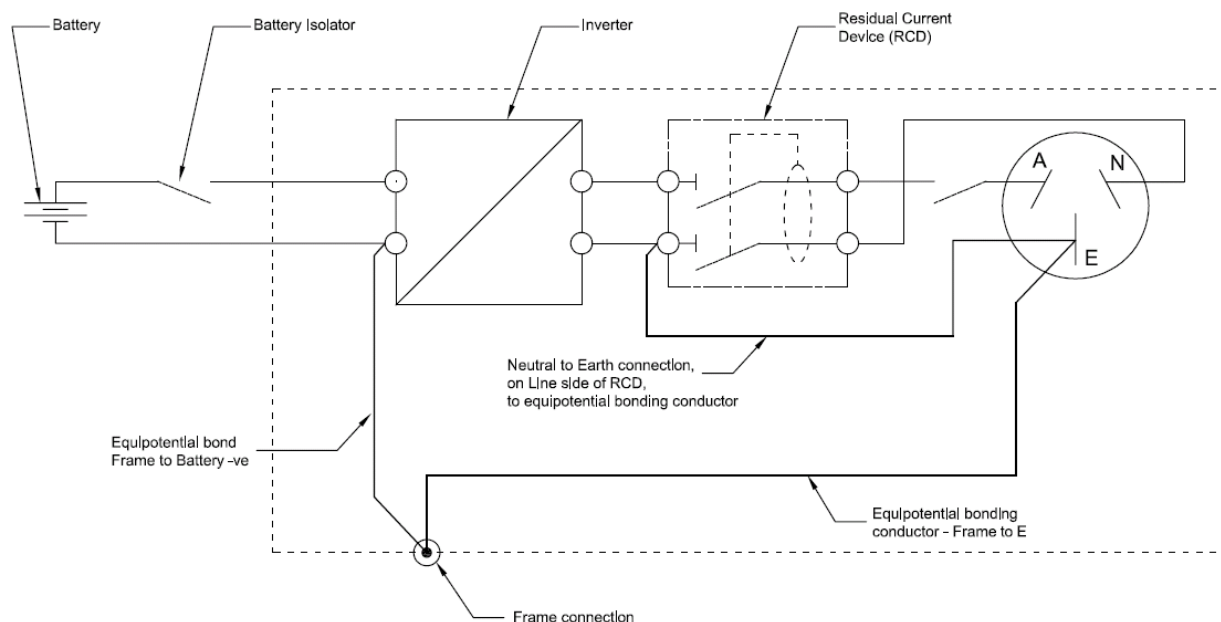 Battery
Battery Isolator
Inverter
Residual Current
Device (RCD)
A
N
E
Neutral to Earth connection,
on Line side of RCD,
to equipotential bonding conductor
Equipotential bond
Frame to Battery -ve
Equipotential bonding
conductor - Frame to E
Frame connection